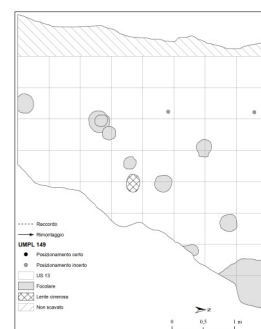 Raccordo
Rimontaggio
UMPL 149
Posizionamento certo
Posizionamento incerto
US 13
Focolare
Lente cinerosa
Non scavato
z
0 0,5 1 m